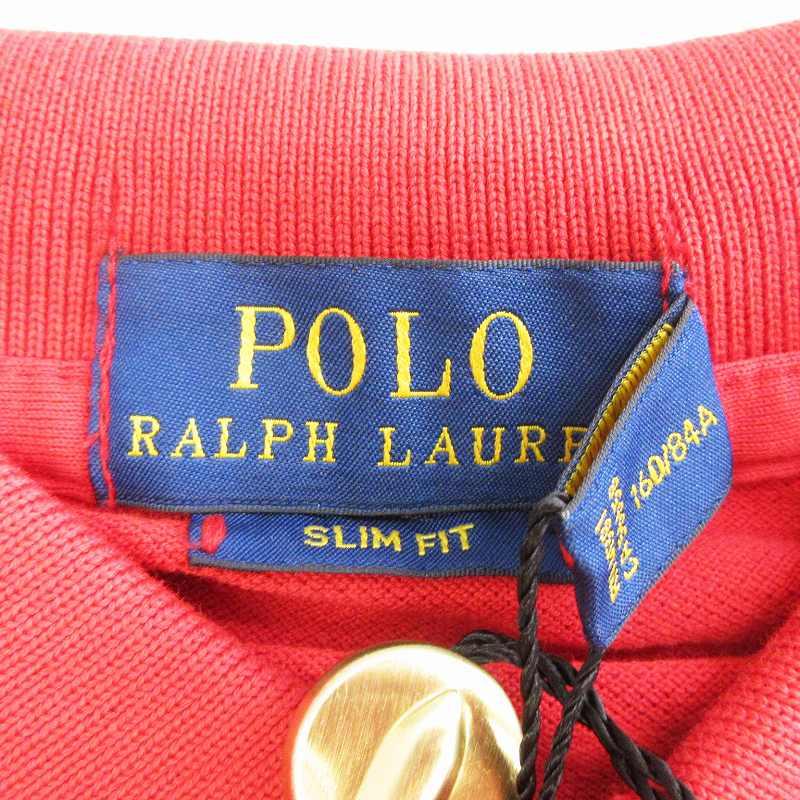 POLO
RALPH LAURE
SLIM FIT
160/84A